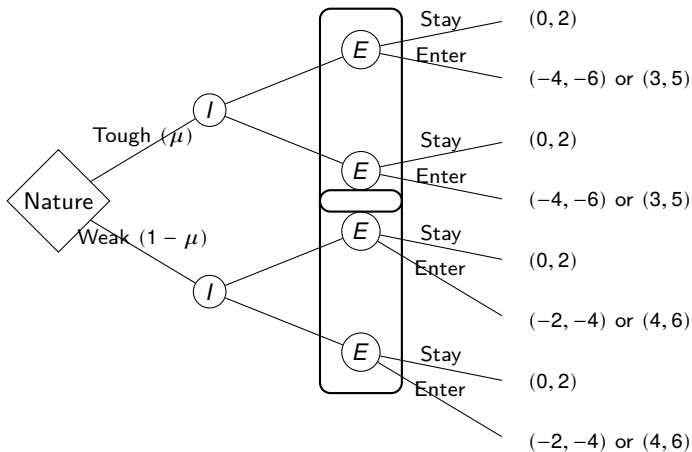 Stay
(0, 2)
E
Enter
(−4, −6) or (3, 5)
I
Tough (μ)
Stay
(0, 2)
E
Enter
(−4, −6) or (3, 5)
Nature
Weak (1 − μ)
E
Stay
(0, 2)
Enter
I
(−2, −4) or (4, 6)
E
Stay
(0, 2)
Enter
(−2, −4) or (4, 6)